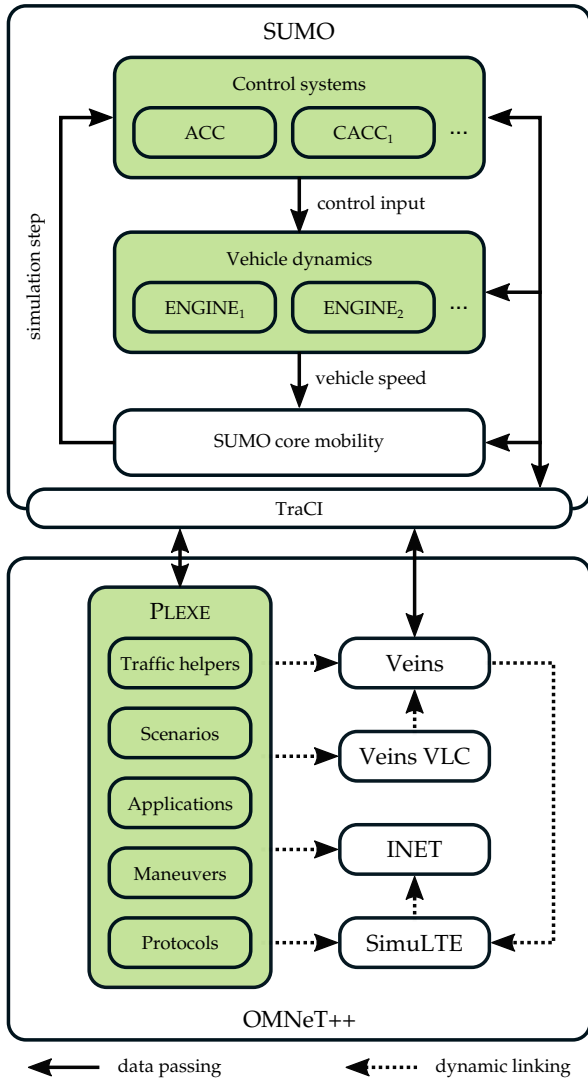 SUMO
Control systems
ACC
CACC₁
...
simulation step
control input
Vehicle dynamics
ENGINE₁
ENGINE₂
...
vehicle speed
SUMO core mobility
TraCI
PLEXE
Traffic helpers
Veins
Scenarios
Veins VLC
Applications
INET
Maneuvers
Protocols
SimuLTE
OMNeT++
data passing
dynamic linking